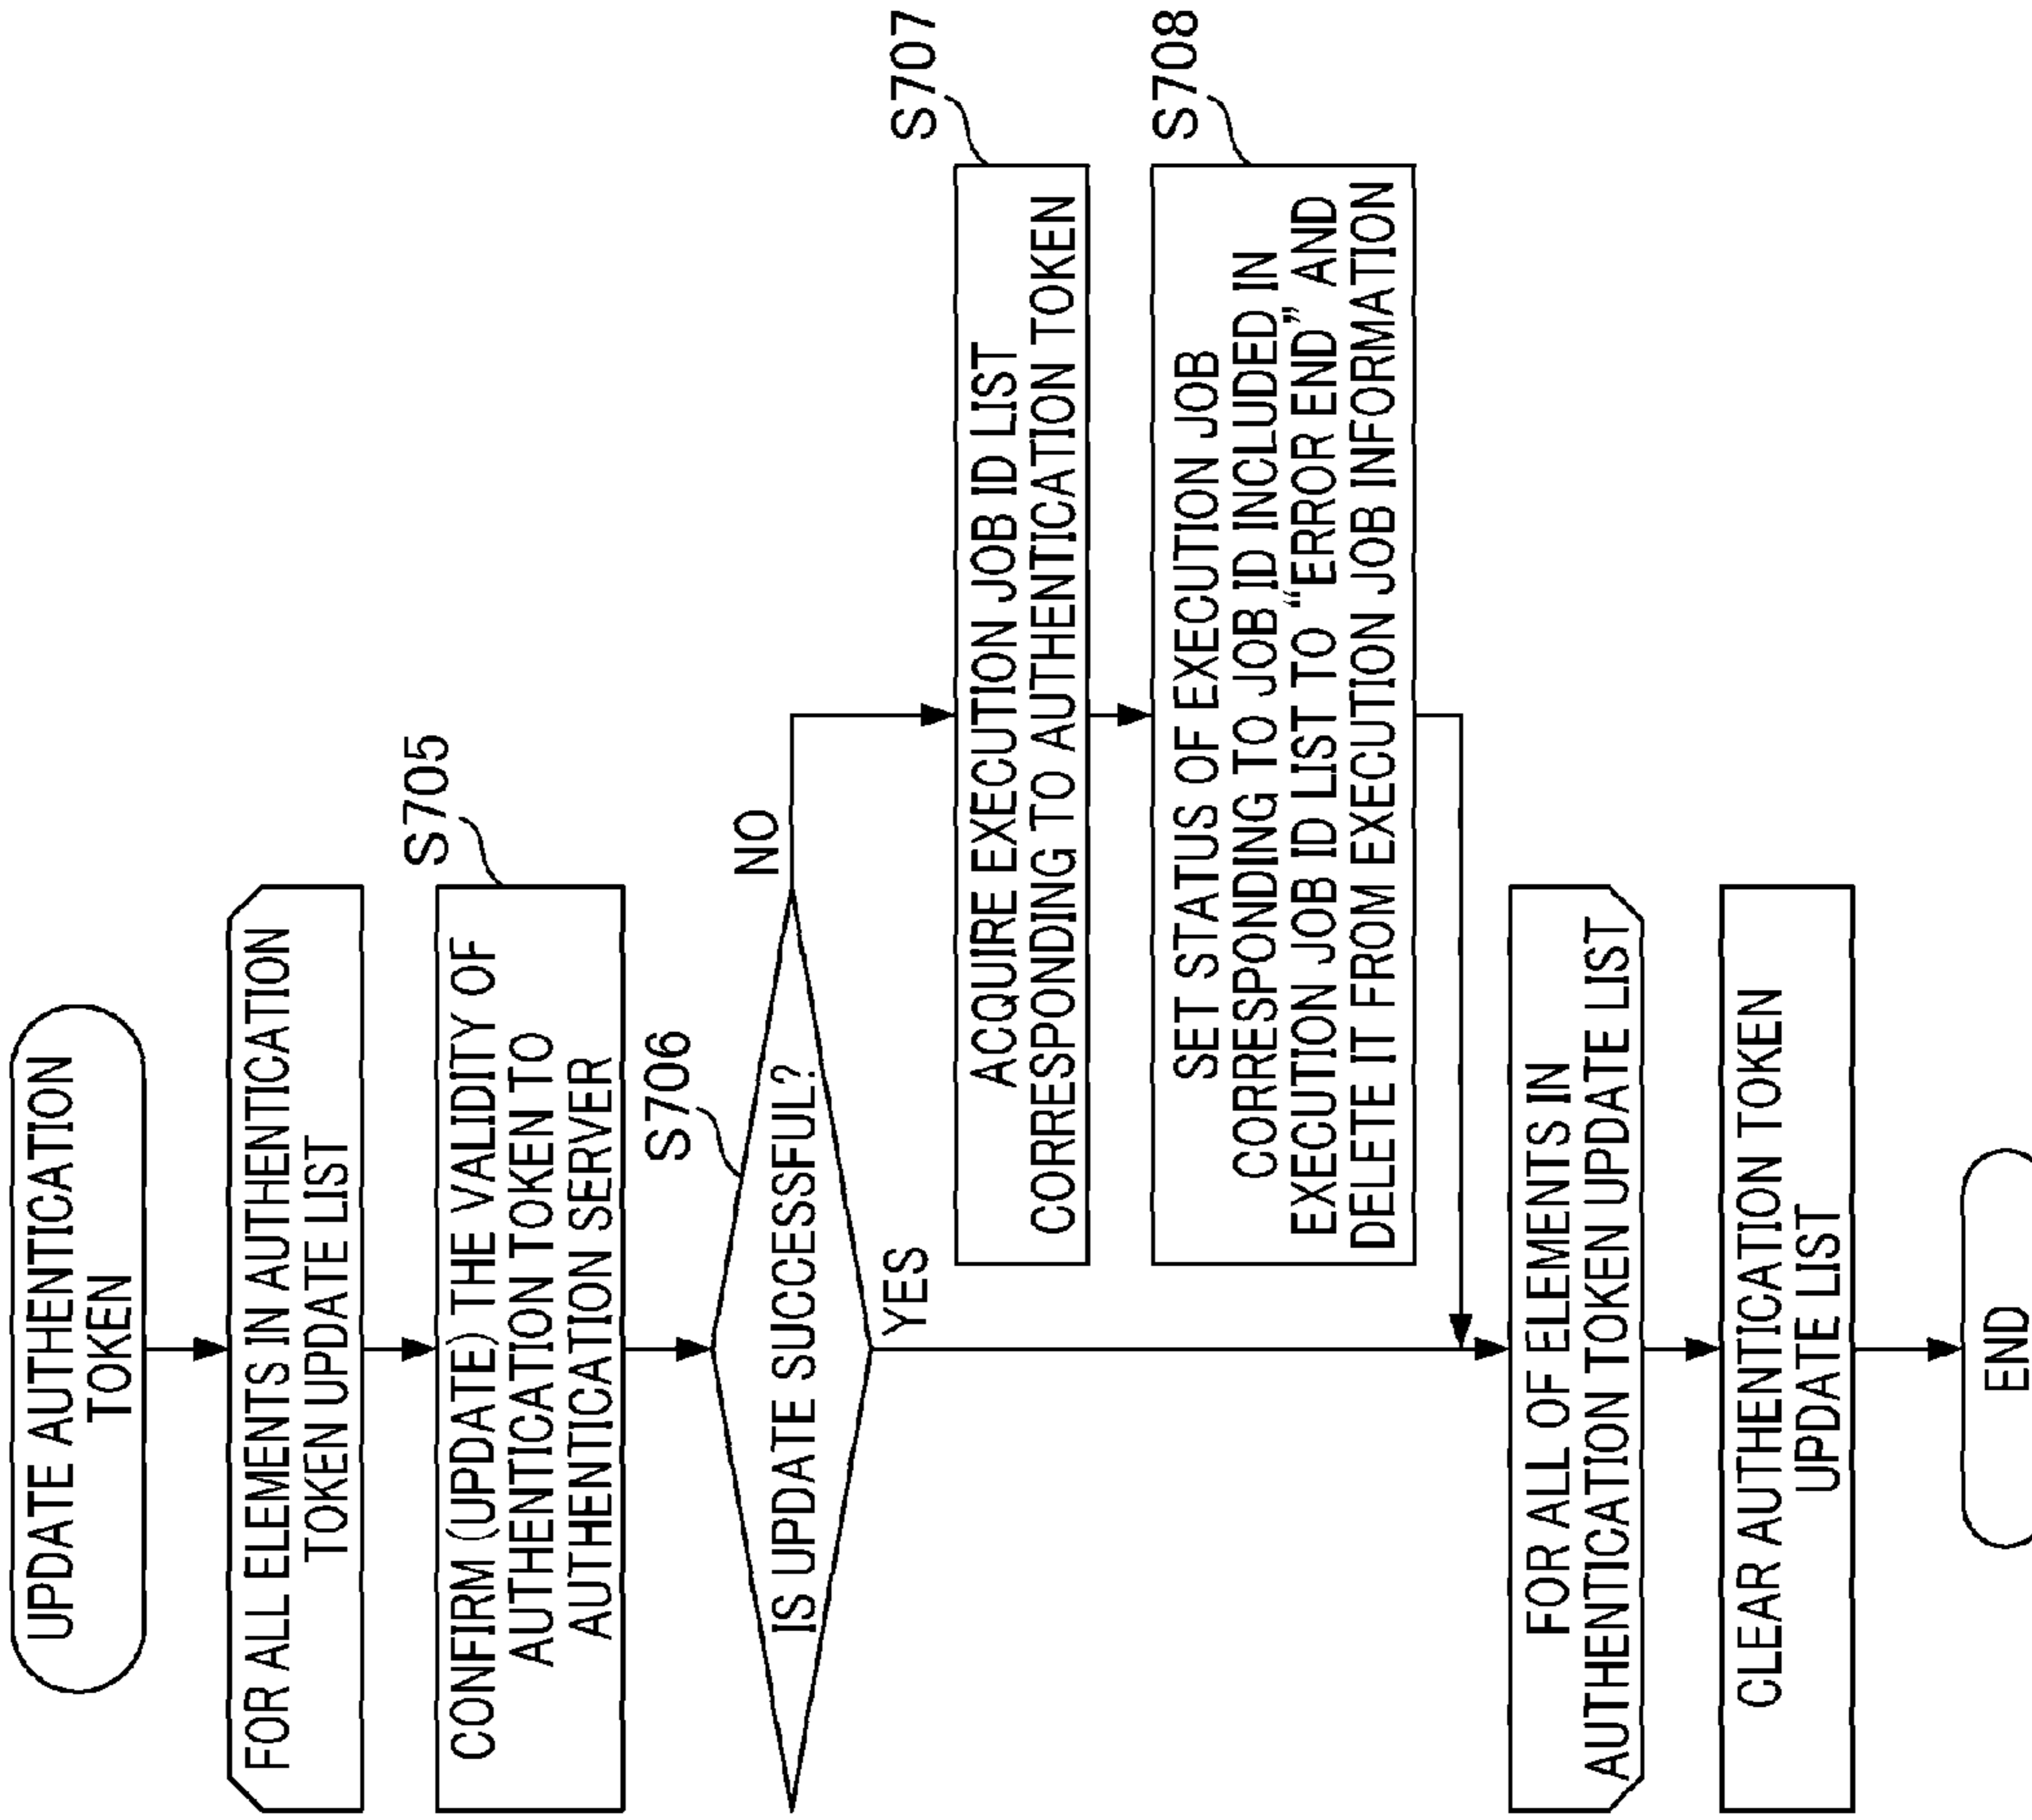 UPDATE AUTHENTICATION
TOKEN
FOR ALL ELEMENTS IN AUTHENTICATION
TOKEN UPDATE LIST
S705
CONFIRM (UPDATE) THE VALIDITY OF
AUTHENTICATION TOKEN TO
AUTHENTICATION SERVER
S706
IS UPDATE SUCCESSFUL?
NO
YES
S707
ACQUIRE EXECUTION JOB ID LIST
CORRESPONDING TO AUTHENTICATION TOKEN
S708
SET STATUS OF EXECUTION JOB
CORRESPONDING TO JOB ID INCLUDED IN
EXECUTION JOB ID LIST TO “ERROR END” AND
DELETE IT FROM EXECUTION JOB INFORMATION
FOR ALL OF ELEMENTS IN
AUTHENTICATION TOKEN UPDATE LIST
CLEAR AUTHENTICATION TOKEN
UPDATE LIST
END